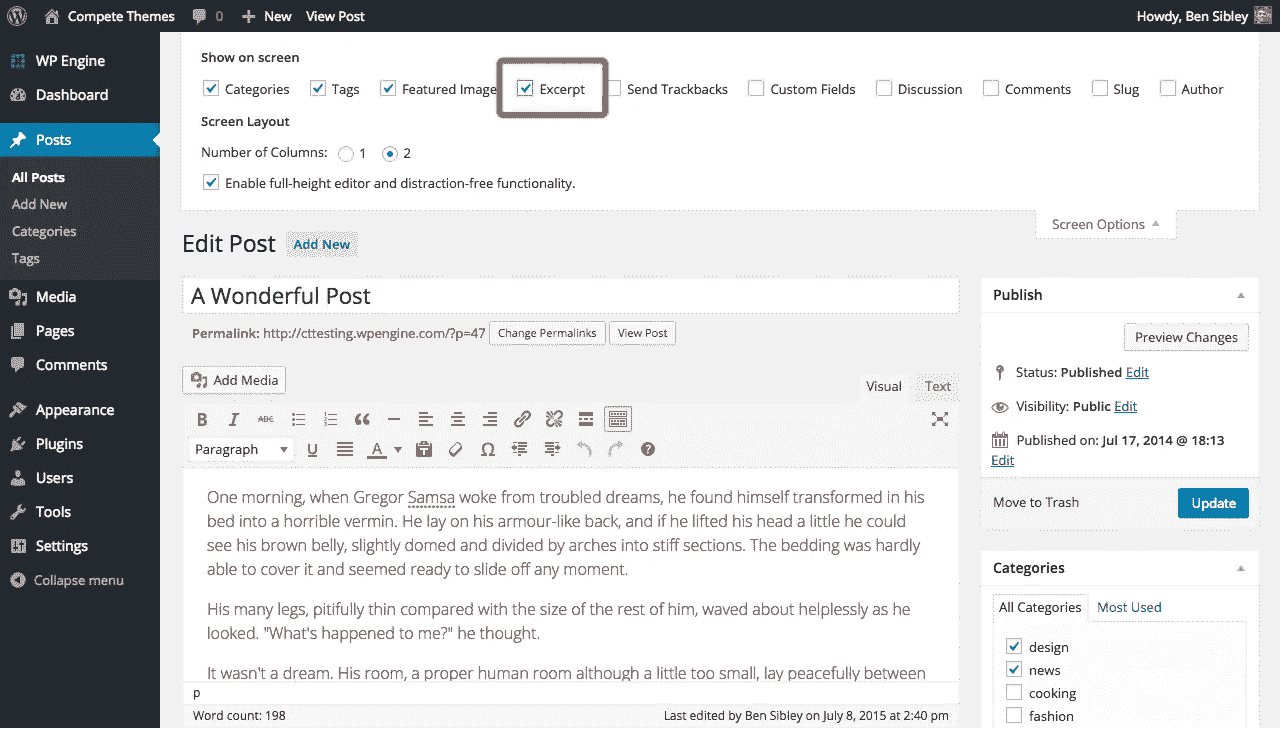 Compete Themes 0 New View Post Howdy, Ben Sibley
WP Engine
Dashboard
Posts
All Posts
Add New
Categories
Tags
Media
Pages
Comments
Appearance
Plugins
Users
Tools
Settings
Collapse menu
Show on screen
Categories Tags Featured Image Excerpt Send Trackbacks Custom Fields Discussion Comments Slug Author
Screen Layout
Number of Columns: 1 2
Enable full-height editor and distraction-free functionality.
Screen Options
Edit Post Add New
A Wonderful Post
Permalink: http://cttesting.wpengine.com/?p=47 Change Permalinks View Post
Add Media
Visual Text
B I ABC
Paragraph U A Ω ?
One morning, when Gregor Samsa woke from troubled dreams, he found himself transformed in his
bed into a horrible vermin. He lay on his armour-like back, and if he lifted his head a little he could
see his brown belly, slightly domed and divided by arches into stiff sections. The bedding was hardly
able to cover it and seemed ready to slide off any moment.
His many legs, pitifully thin compared with the size of the rest of him, waved about helplessly as he
looked. "What's happened to me?" he thought.
It wasn't a dream. His room, a proper human room although a little too small, lay peacefully between
p
Word count: 198 Last edited by Ben Sibley on July 8, 2015 at 2:40 pm
Publish
Preview Changes
Status: Published Edit
Visibility: Public Edit
Published on: Jul 17, 2014 @ 18:13
Edit
Move to Trash Update
Categories
All Categories Most Used
design
news
cooking
fashion